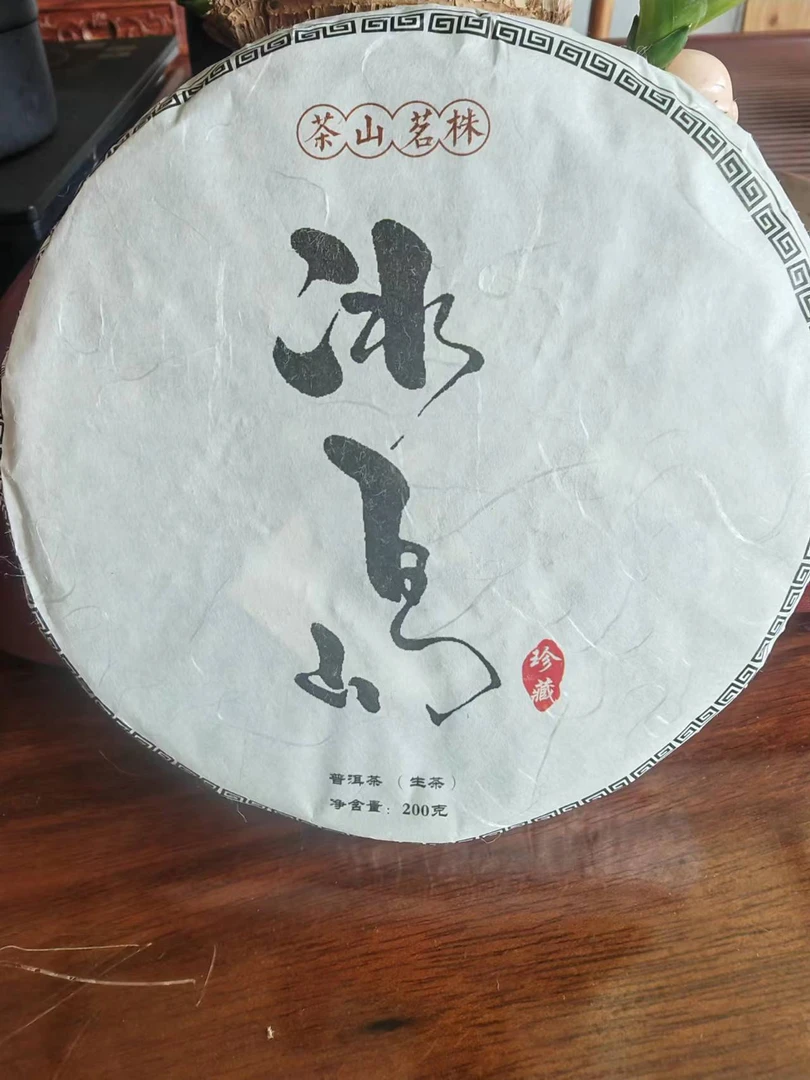 茶山茗株
冰岛
珍藏
普洱茶（生茶）
净含量：200克